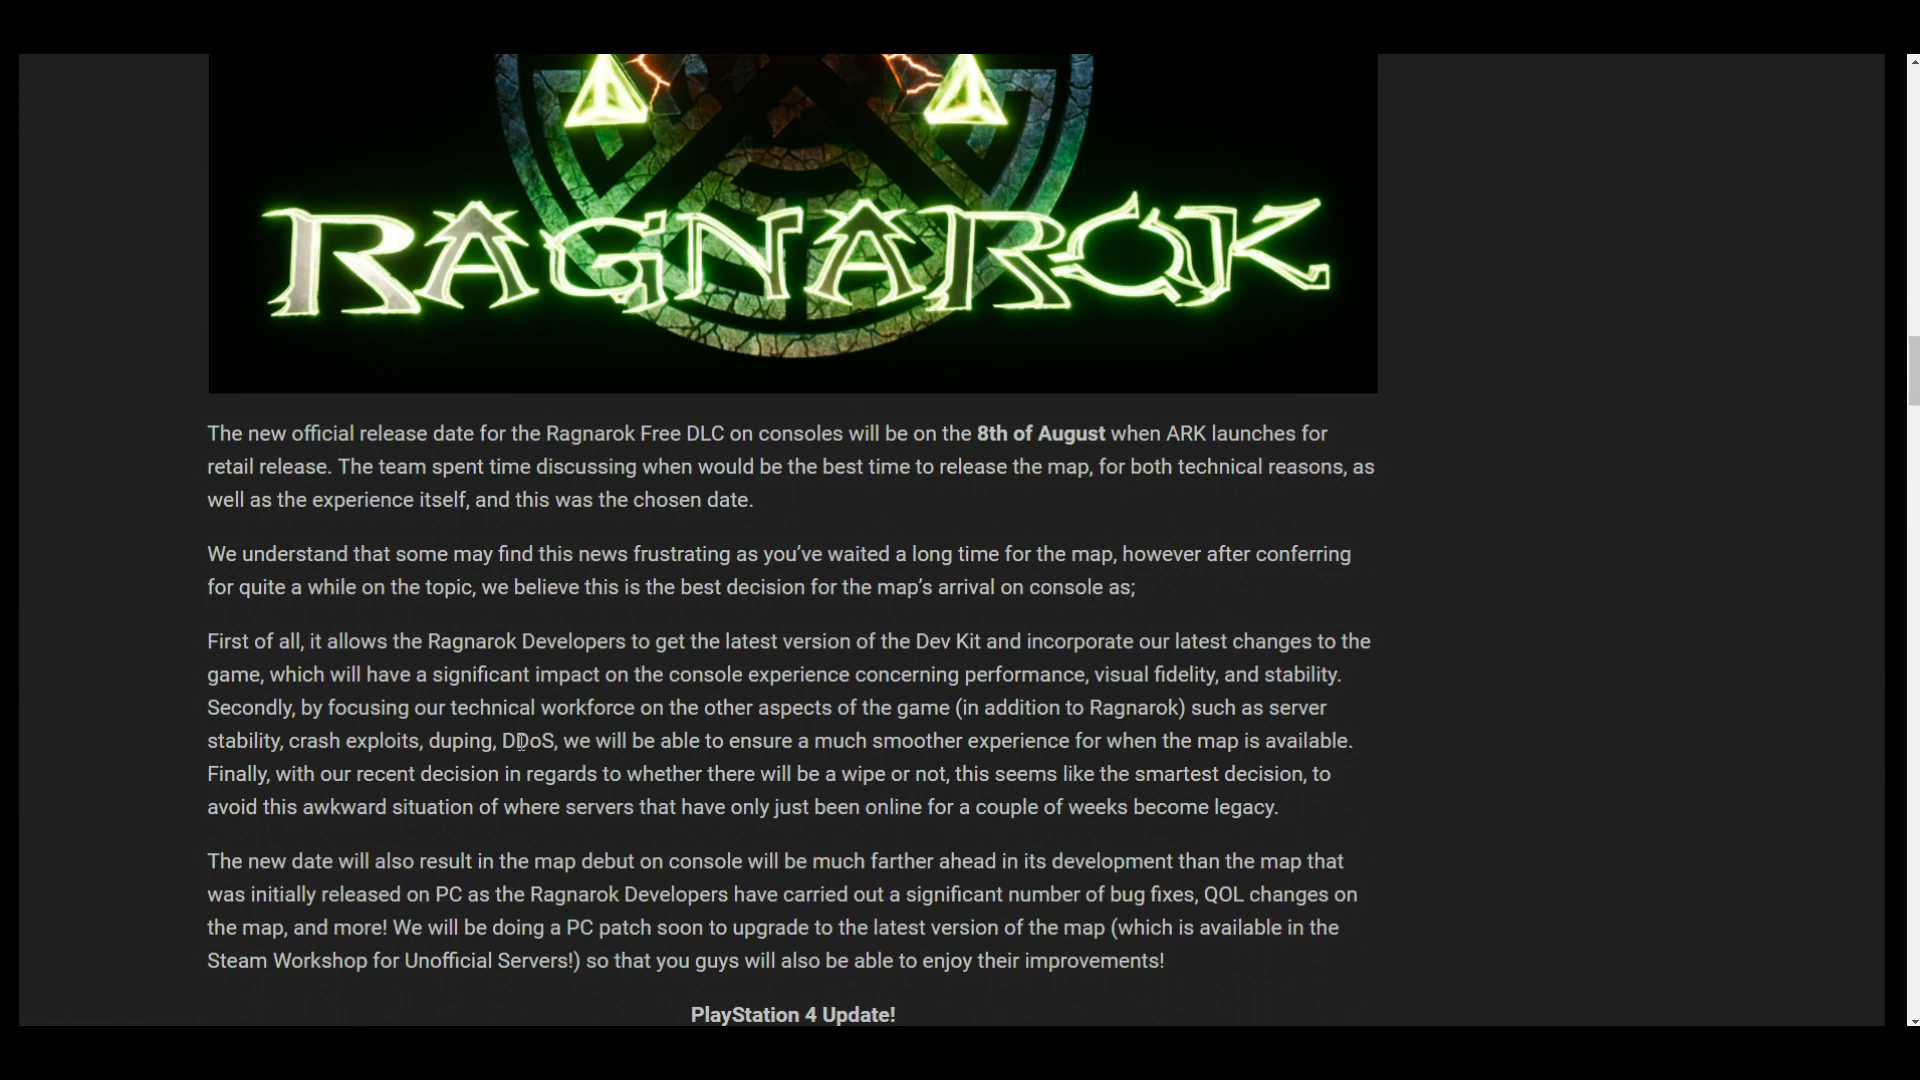 RAGNAROK
The new official release date for the Ragnarok Free DLC on consoles will be on the 8th of August when ARK launches for
retail release. The team spent time discussing when would be the best time to release the map, for both technical reasons, as
well as the experience itself, and this was the chosen date.
We understand that some may find this news frustrating as you’ve waited a long time for the map, however after conferring
for quite a while on the topic, we believe this is the best decision for the map’s arrival on console as;
First of all, it allows the Ragnarok Developers to get the latest version of the Dev Kit and incorporate our latest changes to the
game, which will have a significant impact on the console experience concerning performance, visual fidelity, and stability.
Secondly, by focusing our technical workforce on the other aspects of the game (in addition to Ragnarok) such as server
stability, crash exploits, duping, DDoS, we will be able to ensure a much smoother experience for when the map is available.
Finally, with our recent decision in regards to whether there will be a wipe or not, this seems like the smartest decision, to
avoid this awkward situation of where servers that have only just been online for a couple of weeks become legacy.
The new date will also result in the map debut on console will be much farther ahead in its development than the map that
was initially released on PC as the Ragnarok Developers have carried out a significant number of bug fixes, QOL changes on
the map, and more! We will be doing a PC patch soon to upgrade to the latest version of the map (which is available in the
Steam Workshop for Unofficial Servers!) so that you guys will also be able to enjoy their improvements!
PlayStation 4 Update!